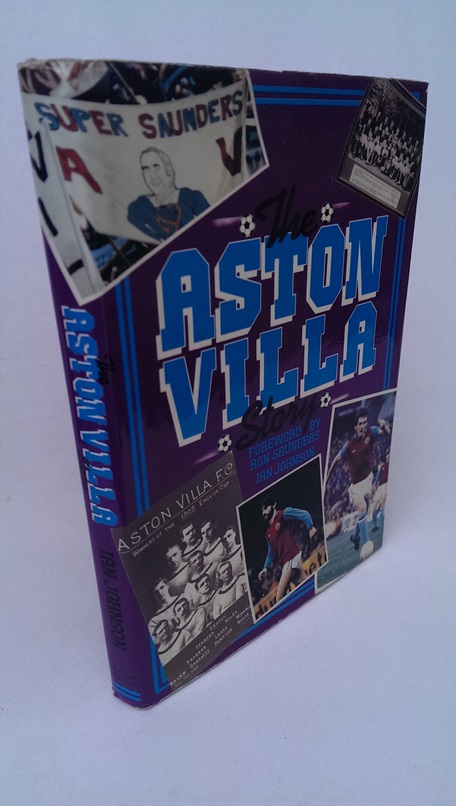 SUPER SAUNDERS
A V
The
ASTON
VILLA
Story
FOREWORD BY
RON SAUNDERS
IAN JOHNSON
ASTON VILLA F.C.
WINNERS OF THE 1905 ENGLISH CUP
The
ASTON VILLA
IAN JOHNSON